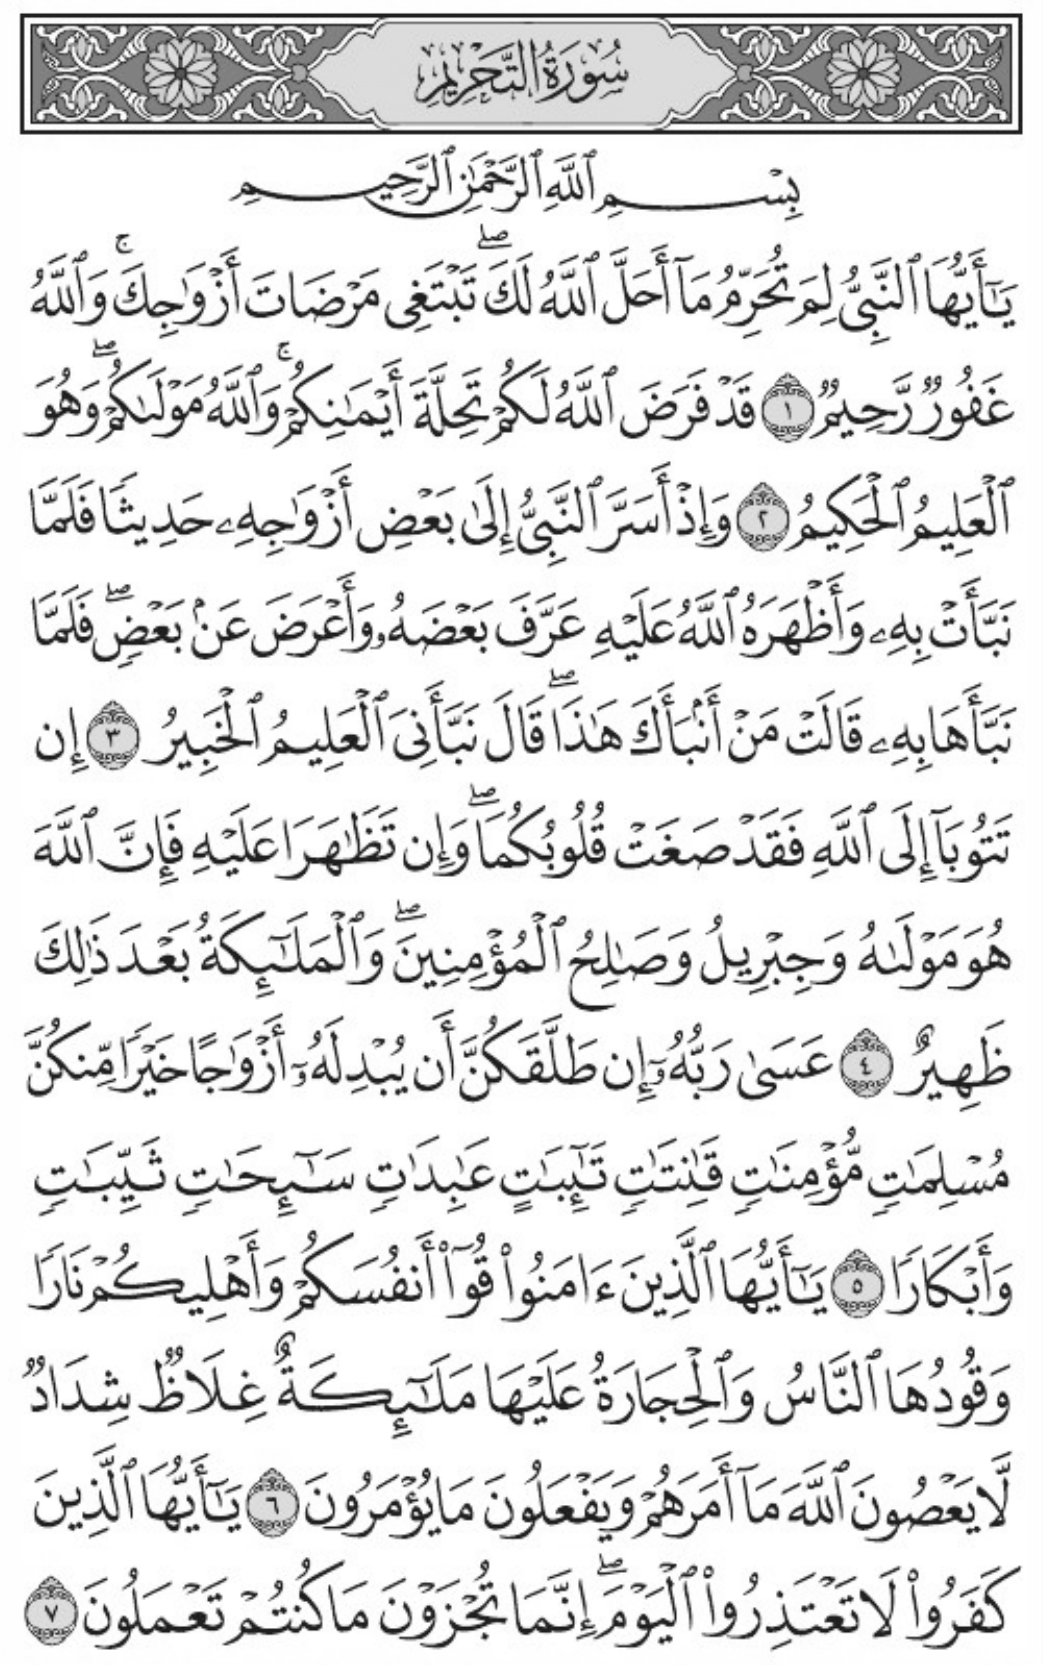 سُورَةُ التَّحۡرِيمِ
بِسۡمِ ٱللَّهِ ٱلرَّحۡمَٰنِ ٱلرَّحِيمِ
يَٰٓأَيُّهَا ٱلنَّبِيُّ لِمَ تُحَرِّمُ مَآ أَحَلَّ ٱللَّهُ لَكَۖ تَبۡتَغِي مَرۡضَاتَ أَزۡوَٰجِكَۚ وَٱللَّهُ
غَفُورٞ رَّحِيمٞ ١ قَدۡ فَرَضَ ٱللَّهُ لَكُمۡ تَحِلَّةَ أَيۡمَٰنِكُمۡۚ وَٱللَّهُ مَوۡلَىٰكُمۡۖ وَهُوَ
ٱلۡعَلِيمُ ٱلۡحَكِيمُ ٢ وَإِذۡ أَسَرَّ ٱلنَّبِيُّ إِلَىٰ بَعۡضِ أَزۡوَٰجِهِۦ حَدِيثٗا فَلَمَّا
نَبَّأَتۡ بِهِۦ وَأَظۡهَرَهُ ٱللَّهُ عَلَيۡهِ عَرَّفَ بَعۡضَهُۥ وَأَعۡرَضَ عَنۢ بَعۡضٖۖ فَلَمَّا
نَبَّأَهَا بِهِۦ قَالَتۡ مَنۡ أَنۢبَأَكَ هَٰذَاۖ قَالَ نَبَّأَنِيَ ٱلۡعَلِيمُ ٱلۡخَبِيرُ ٣ إِن
تَتُوبَآ إِلَى ٱللَّهِ فَقَدۡ صَغَتۡ قُلُوبُكُمَاۖ وَإِن تَظَٰهَرَا عَلَيۡهِ فَإِنَّ ٱللَّهَ
هُوَ مَوۡلَىٰهُ وَجِبۡرِيلُ وَصَٰلِحُ ٱلۡمُؤۡمِنِينَۖ وَٱلۡمَلَٰٓئِكَةُ بَعۡدَ ذَٰلِكَ
ظَهِيرٌ ٤ عَسَىٰ رَبُّهُۥٓ إِن طَلَّقَكُنَّ أَن يُبۡدِلَهُۥٓ أَزۡوَٰجًا خَيۡرٗا مِّنكُنَّ
مُسۡلِمَٰتٖ مُّؤۡمِنَٰتٖ قَٰنِتَٰتٖ تَٰٓئِبَٰتٍ عَٰبِدَٰتٖ سَٰٓئِحَٰتٖ ثَيِّبَٰتٖ
وَأَبۡكَارٗا ٥ يَٰٓأَيُّهَا ٱلَّذِينَ ءَامَنُواْ قُوٓاْ أَنفُسَكُمۡ وَأَهۡلِيكُمۡ نَارٗا
وَقُودُهَا ٱلنَّاسُ وَٱلۡحِجَارَةُ عَلَيۡهَا مَلَٰٓئِكَةٌ غِلَاظٞ شِدَادٞ
لَّا يَعۡصُونَ ٱللَّهَ مَآ أَمَرَهُمۡ وَيَفۡعَلُونَ مَا يُؤۡمَرُونَ ٦ يَٰٓأَيُّهَا ٱلَّذِينَ
كَفَرُواْ لَا تَعۡتَذِرُواْ ٱلۡيَوۡمَۖ إِنَّمَا تُجۡزَوۡنَ مَا كُنتُمۡ تَعۡمَلُونَ ٧